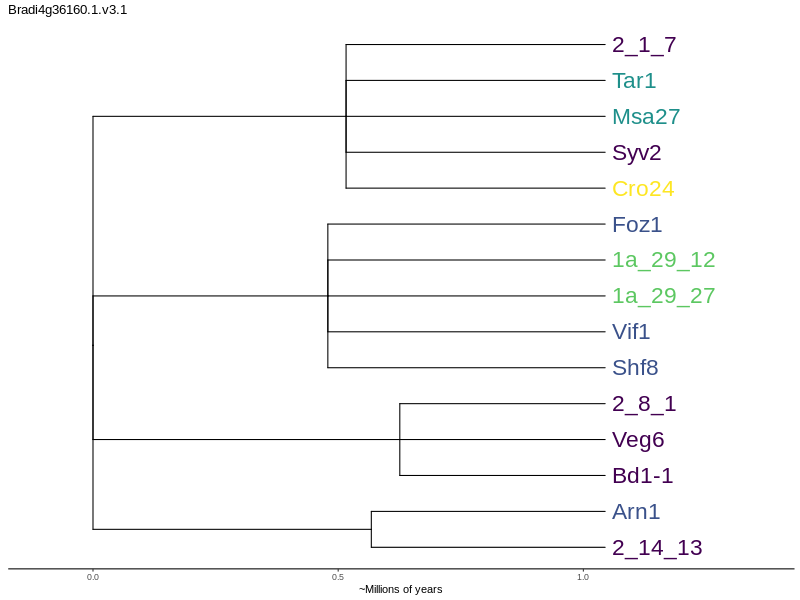 Bradi4g36160.1.v3.1
2_1_7
Tar1
Msa27
Syv2
Cro24
Foz1
1a_29_12
1a_29_27
Vif1
Shf8
2_8_1
Veg6
Bd1-1
Arn1
2_14_13
0.0 0.5 1.0
~Millions of years